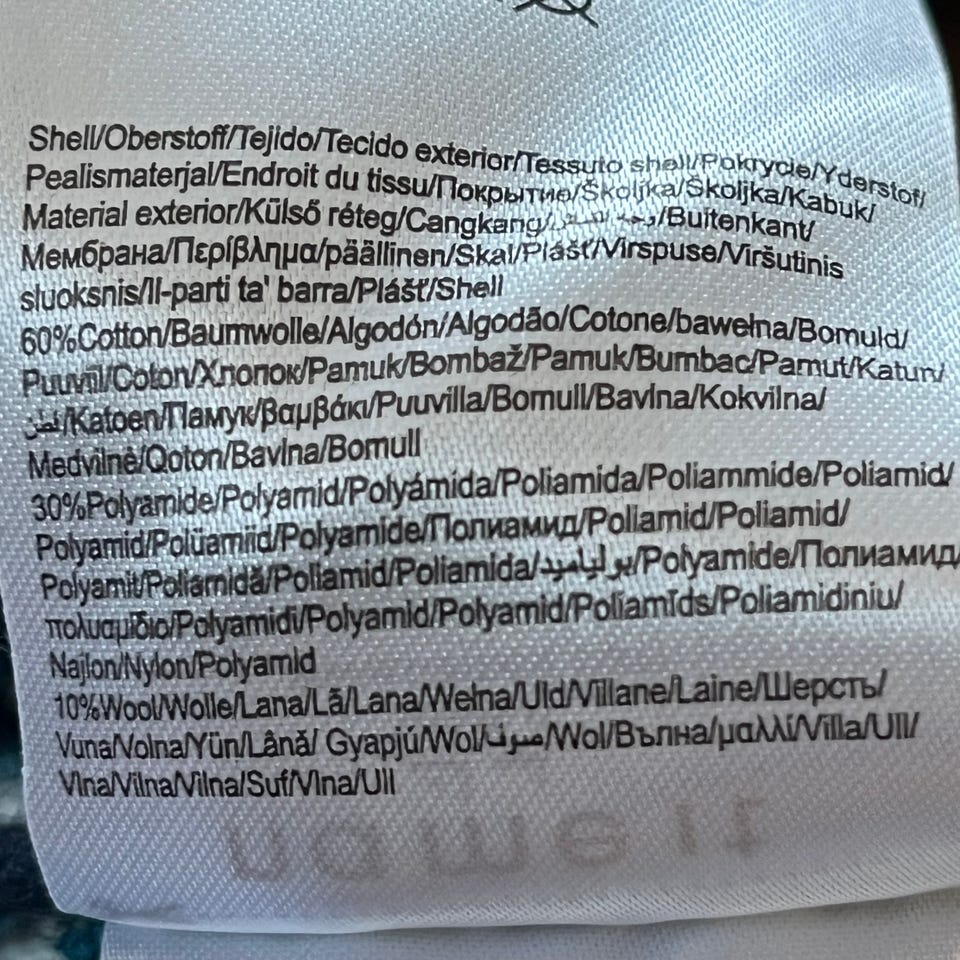 Shell/Oberstoff/Tejido/Tecido exterior/Tessuto shell/Pokrycie/Yderstof/
Pealismaterjal/Endroit du tissu/Покрытие/Školjka/Školjka/Kabuk/
Material exterior/Külső réteg/Cangkang/وجه القماش/Buitenkant/
Мембрана/Περίβλημα/päällinen/Skal/Plášť/Virspuse/Viršutinis
sluoksnis/Il-parti ta' barra/Plášť/Shell
60%Cotton/Baumwolle/Algodón/Algodão/Cotone/bawełna/Bomuld/
Puuvill/Coton/Хлопок/Pamuk/Bombaž/Pamuk/Bumbac/Pamut/Katun/
قطن/Katoen/Памук/βαμβάκι/Puuvilla/Bomull/Bavlna/Kokvilna/
Medvilnė/Qoton/Bavlna/Bomull
30%Polyamide/Polyamid/Polyámida/Poliamida/Poliammide/Poliamid/
Polyamid/Polüamiid/Polyamide/Полиамид/Poliamid/Poliamid/
Polyamit/Poliamidă/Poliamid/Poliamida/بولياميد/Polyamide/Полиамид/
πολυαμίδιο/Polyamidi/Polyamid/Polyamid/Poliamīds/Poliamidiniu/
Najlon/Nylon/Polyamid
10%Wool/Wolle/Lana/Lã/Lana/Wełna/Uld/Villane/Laine/Шерсть/
Vuna/Volna/Yün/Lână/ Gyapjú/Wol/صوف/Wol/Вълна/μαλλί/Villa/Ull/
Vlna/Vilna/Vilna/Suf/Vlna/Ull
name it